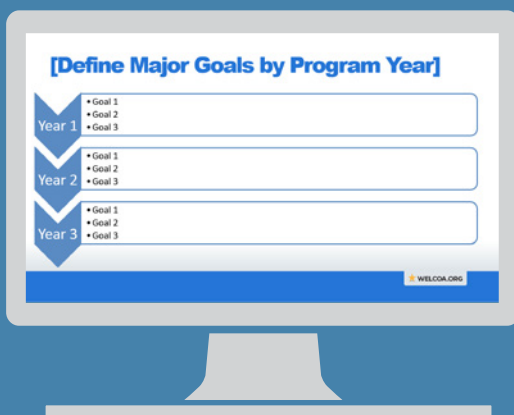 [Define Major Goals by Program Year]
Year 1
• Goal 1
• Goal 2
• Goal 3
Year 2
• Goal 1
• Goal 2
• Goal 3
Year 3
• Goal 1
• Goal 2
• Goal 3
WELCOA.ORG